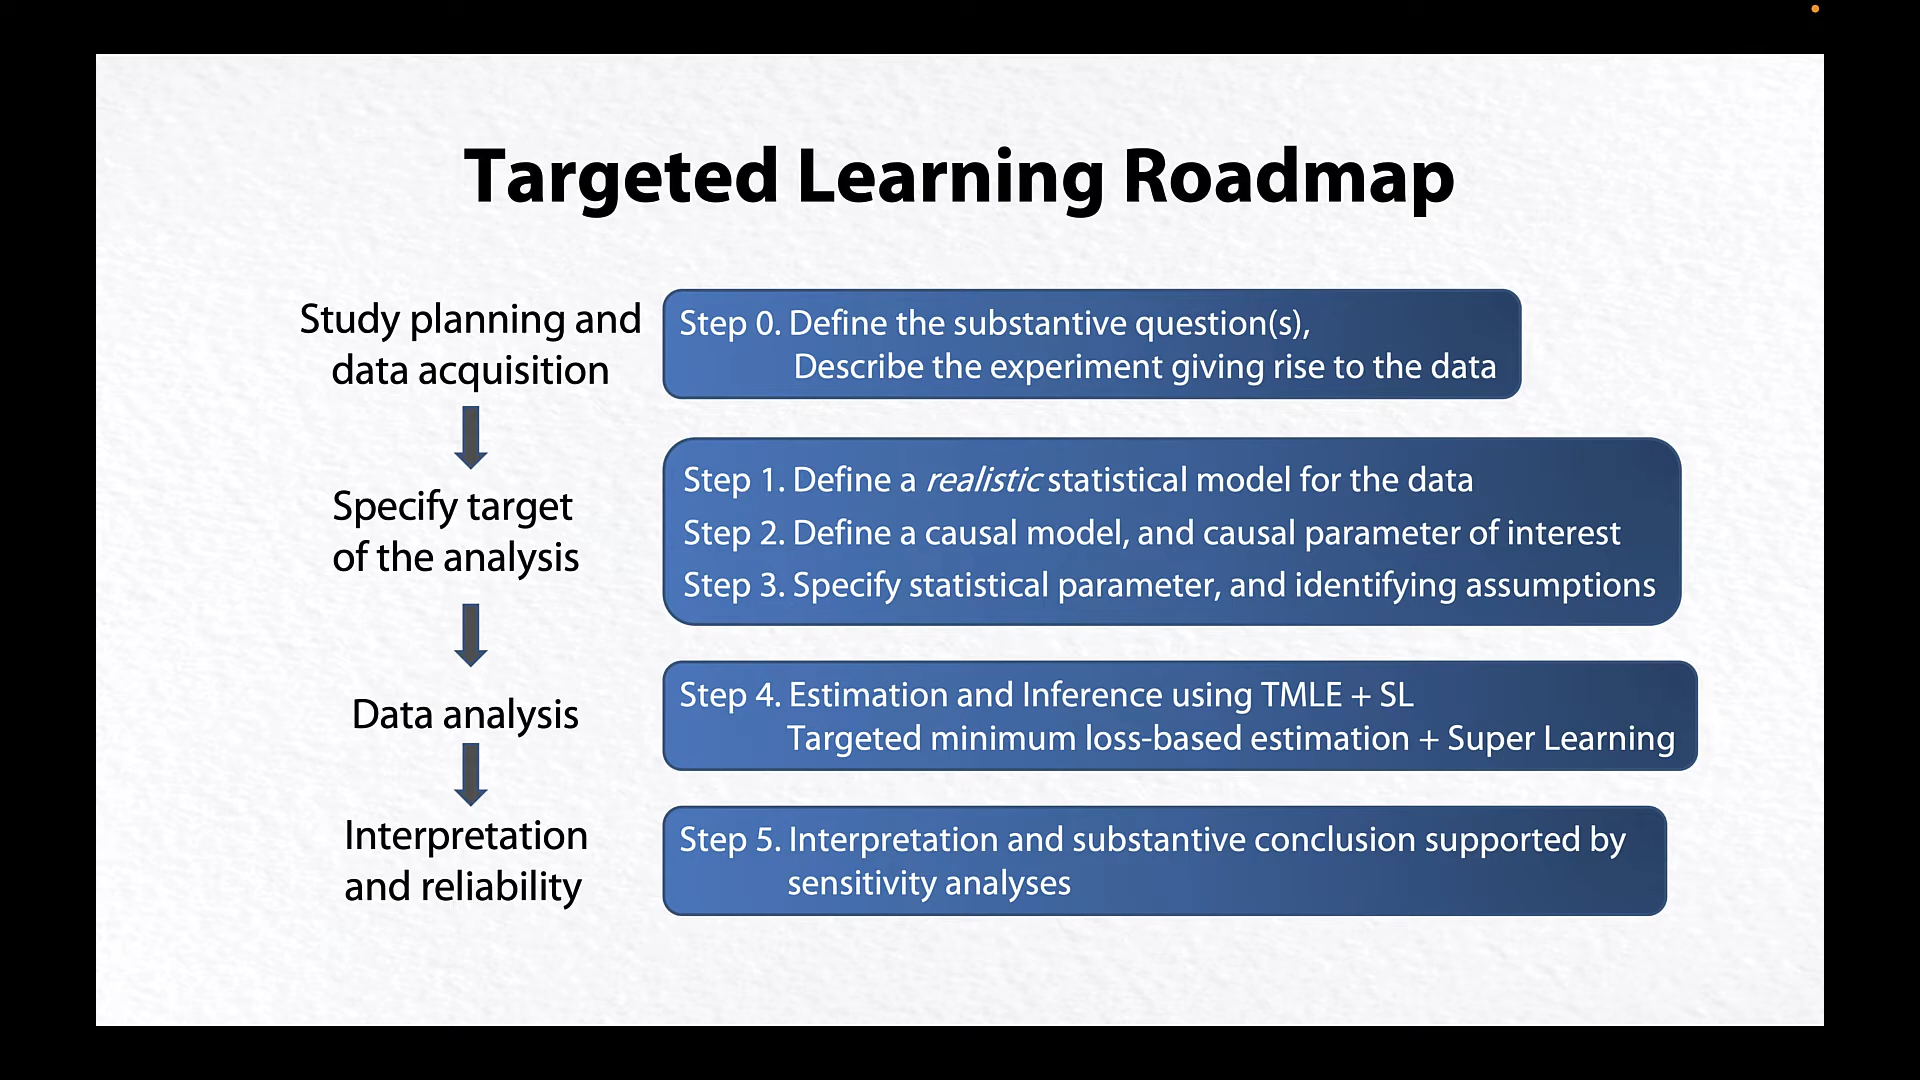 Targeted Learning Roadmap
Study planning and
data acquisition
Step 0. Define the substantive question(s),
Describe the experiment giving rise to the data
Specify target
of the analysis
Step 1. Define a realistic statistical model for the data
Step 2. Define a causal model, and causal parameter of interest
Step 3. Specify statistical parameter, and identifying assumptions
Data analysis
Step 4. Estimation and Inference using TMLE + SL
Targeted minimum loss-based estimation + Super Learning
Interpretation
and reliability
Step 5. Interpretation and substantive conclusion supported by
sensitivity analyses